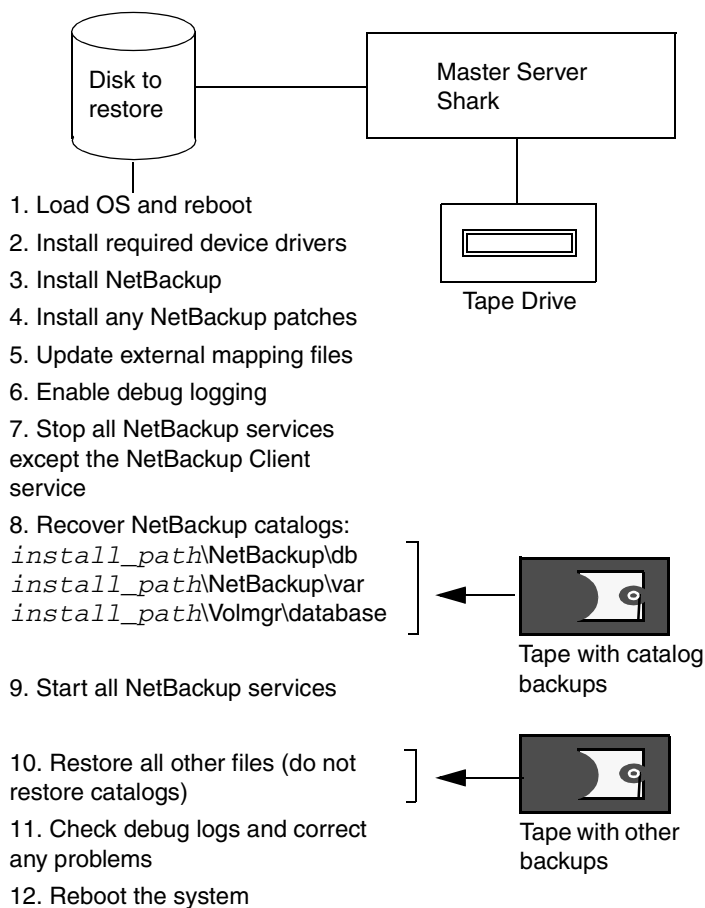 Disk to
restore
Master Server
Shark
Tape Drive
1. Load OS and reboot
2. Install required device drivers
3. Install NetBackup
4. Install any NetBackup patches
5. Update external mapping files
6. Enable debug logging
7. Stop all NetBackup services
except the NetBackup Client
service
8. Recover NetBackup catalogs:
install_path\NetBackup\db
install_path\NetBackup\var
install_path\Volmgr\database
Tape with catalog
backups
9. Start all NetBackup services
10. Restore all other files (do not
restore catalogs)
Tape with other
backups
11. Check debug logs and correct
any problems
12. Reboot the system